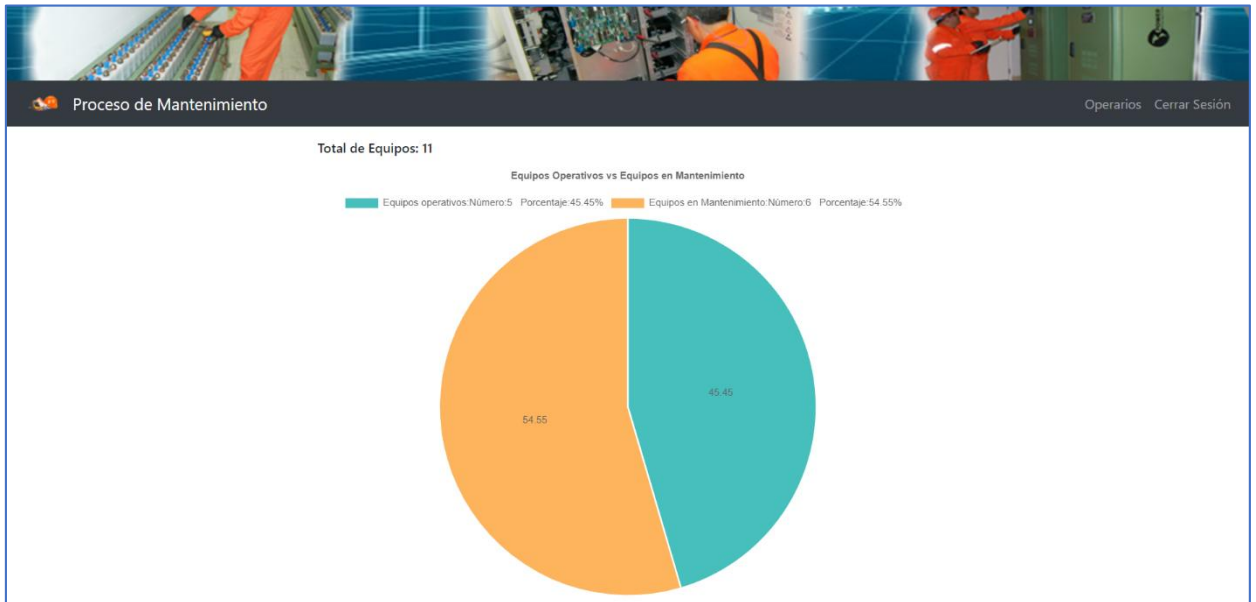 Proceso de Mantenimiento
Operarios Cerrar Sesión
Total de Equipos: 11
Equipos Operativos vs Equipos en Mantenimiento
Equipos operativos:Número:5 Porcentaje:45.45% Equipos en Mantenimiento:Número:6 Porcentaje:54.55%
45.45
54.55